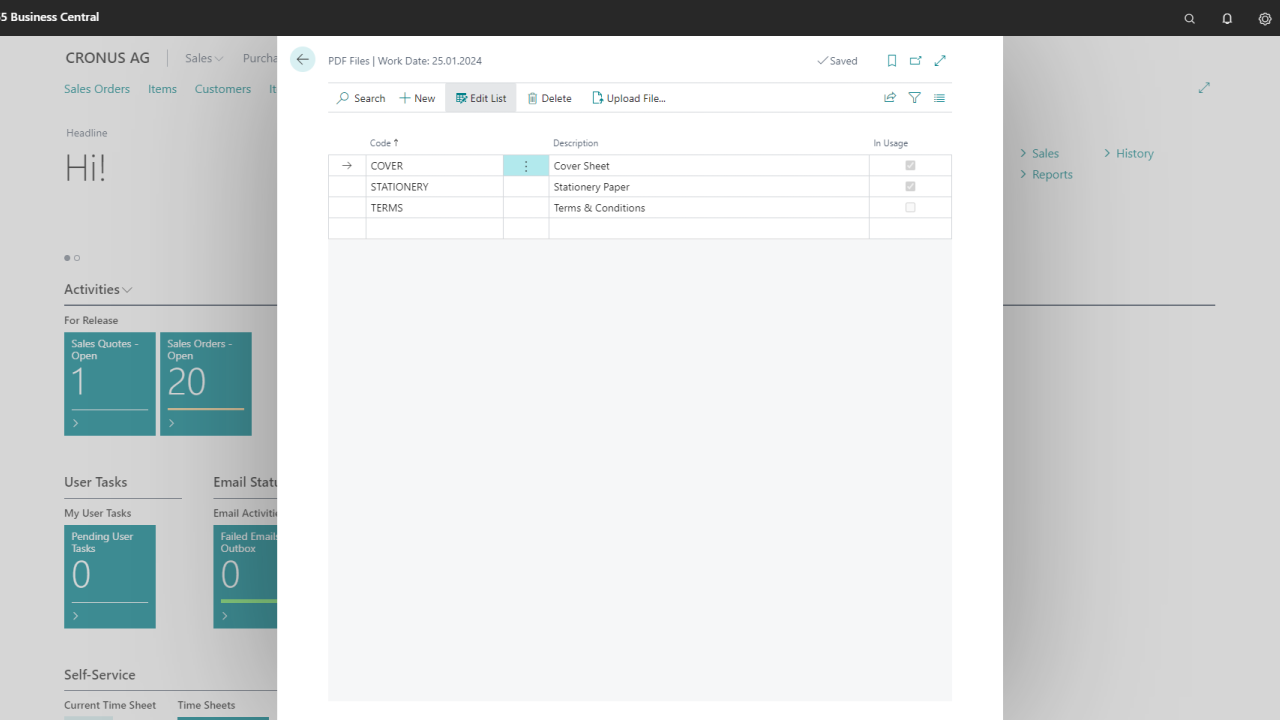 5 Business Central
CRONUS AG
Sales
Purcha
Sales Orders
Items
Customers
It
Headline
Hi!
Activities
For Release
Sales Quotes - Open
1
Sales Orders - Open
20
User Tasks
My User Tasks
Pending User Tasks
0
Email Statu
Email Activitie
Failed Emails
Outbox
0
Self-Service
Current Time Sheet
Time Sheets
PDF Files | Work Date: 25.01.2024
Saved
Search
New
Edit List
Delete
Upload File...
Code ↑
Description
In Usage
COVER
Cover Sheet
STATIONERY
Stationery Paper
TERMS
Terms & Conditions
Sales
History
Reports